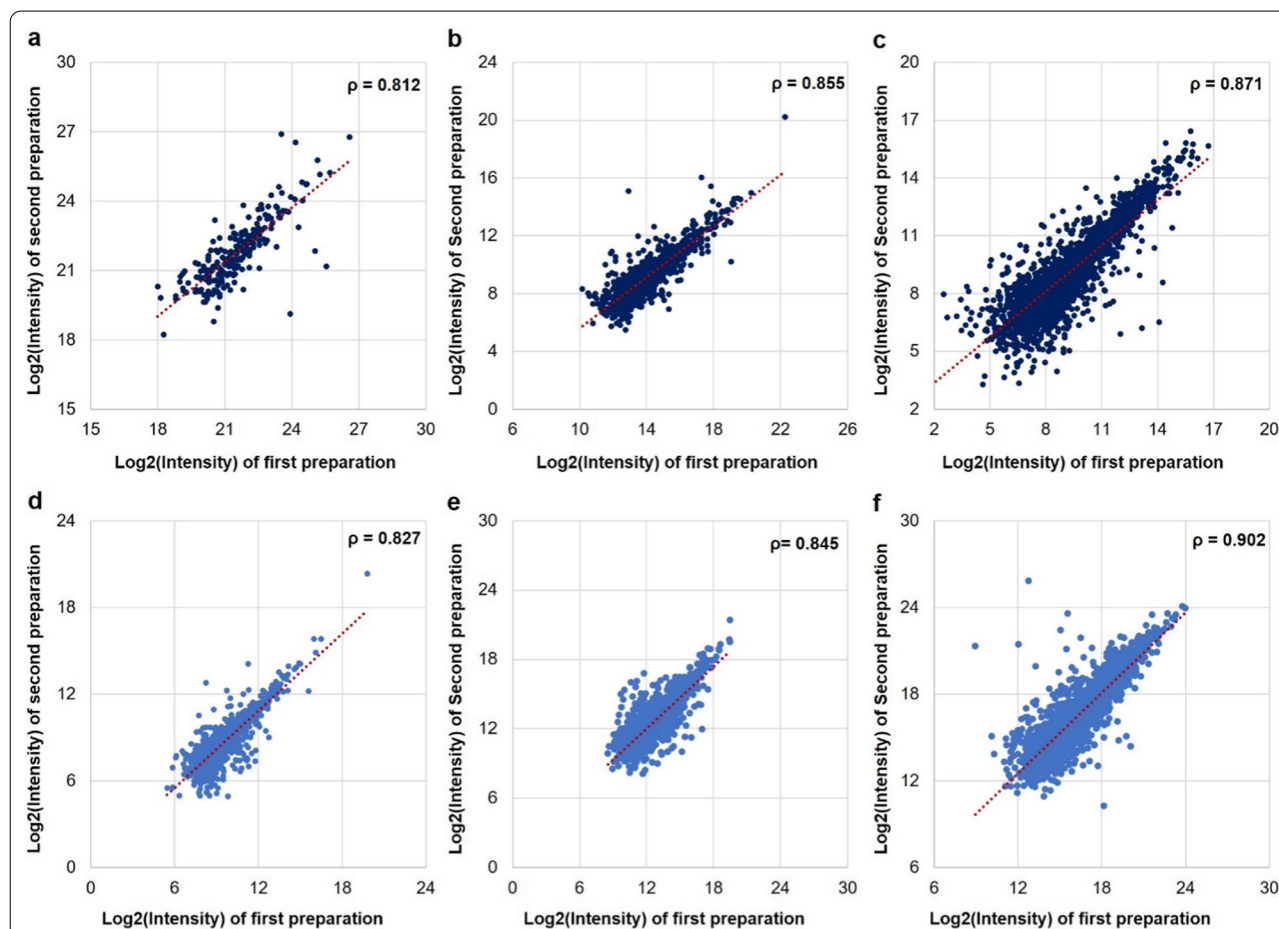 a
30
27
24
21
18
15
15
18
21
24
27
30
ρ = 0.812
Log2(Intensity) of second preparation
Log2(Intensity) of first preparation
b
24
20
16
12
8
4
0
6
10
14
18
22
26
ρ = 0.855
Log2(Intensity) of Second preparation
Log2(Intensity) of first preparation
c
20
17
14
11
8
5
2
2
5
8
11
14
17
20
ρ = 0.871
Log2(Intensity) of Second preparation
Log2(Intensity) of first preparation
d
24
18
12
6
0
0
6
12
18
24
ρ = 0.827
Log2(Intensity) of second preparation
Log2(Intensity) of first preparation
e
30
24
18
12
6
0
0
6
12
18
24
30
ρ= 0.845
Log2(Intensity) of Second preparation
Log2(Intensity) of first preparation
f
30
24
18
12
6
6
12
18
24
30
ρ = 0.902
Log2(Intensity) of Second preparation
Log2(Intensity) of first preparation